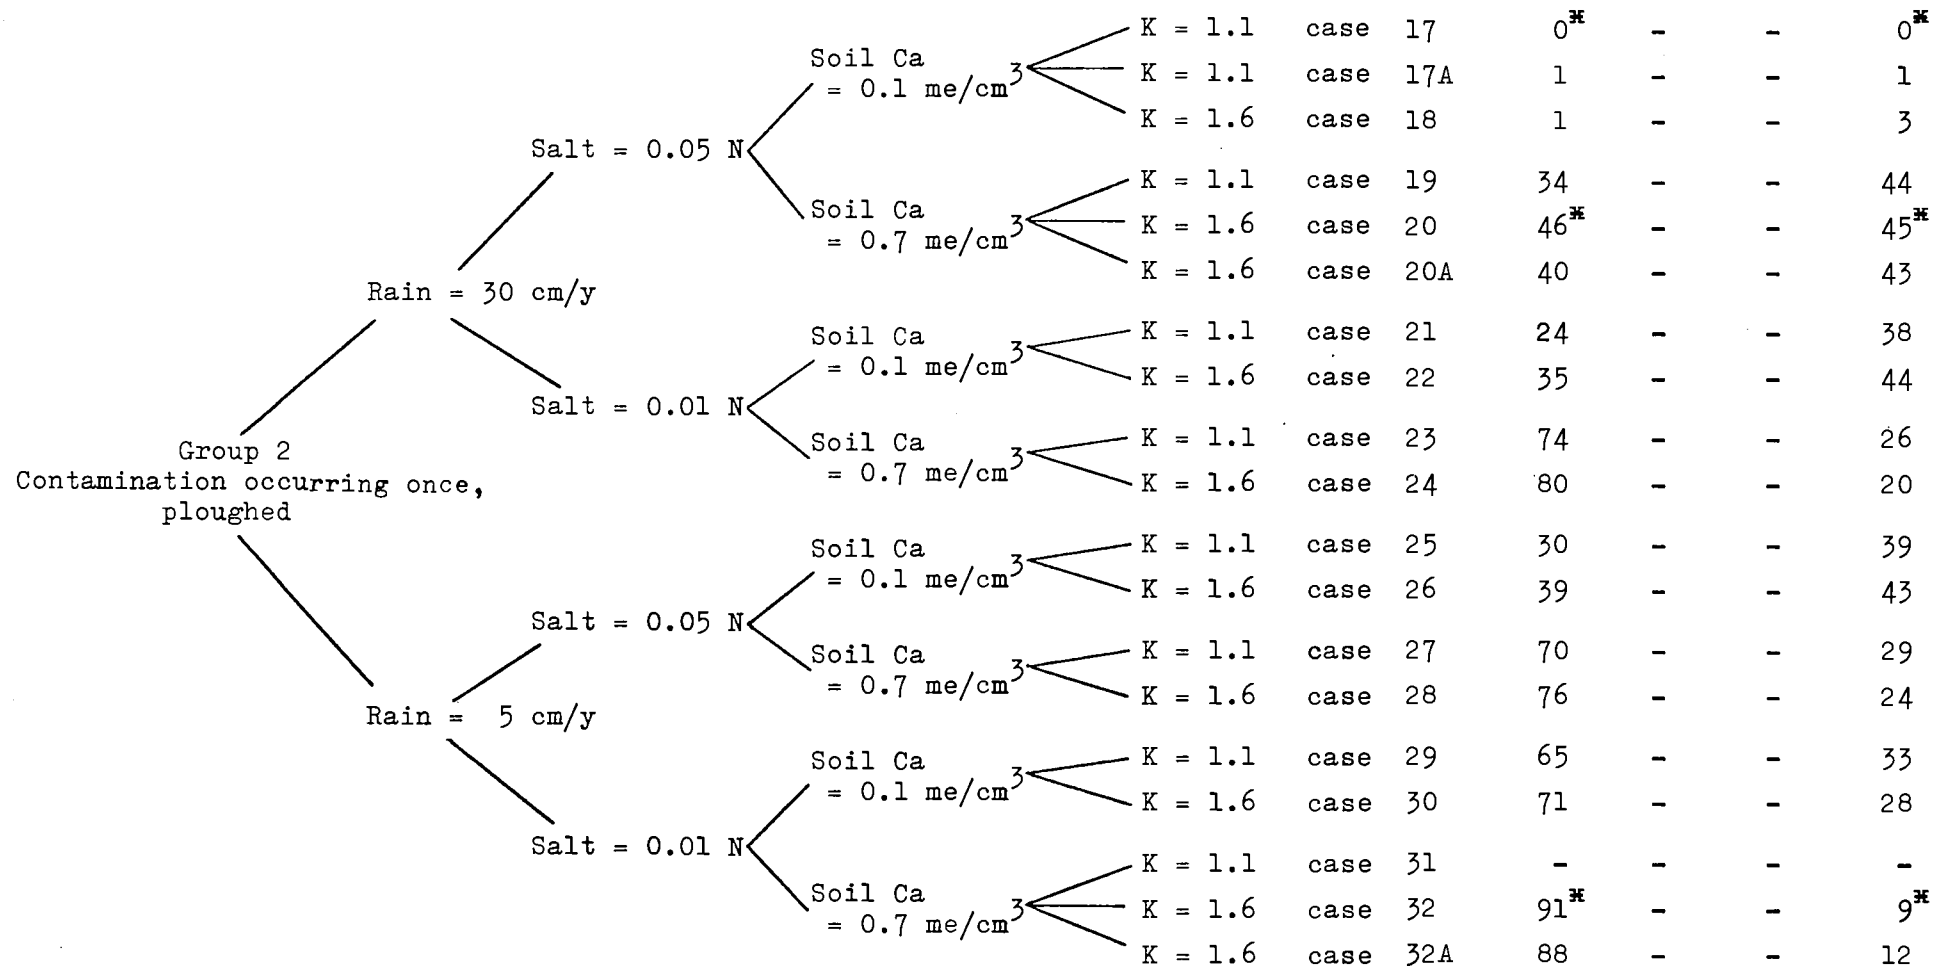 K = 1.1 case 17 0* - - 0*
Soil Ca
= 0.1 me/cm3
K = 1.1 case 17A 1 - - 1
K = 1.6 case 18 1 - - 3
Salt = 0.05 N
K = 1.1 case 19 34 - - 44
Soil Ca
= 0.7 me/cm3
K = 1.6 case 20 46* - - 45*
K = 1.6 case 20A 40 - - 43
Rain = 30 cm/y
K = 1.1 case 21 24 - - 38
Soil Ca
= 0.1 me/cm3
K = 1.6 case 22 35 - - 44
Salt = 0.01 N
K = 1.1 case 23 74 - - 26
Soil Ca
= 0.7 me/cm3
K = 1.6 case 24 80 - - 20
Group 2
Contamination occurring once,
ploughed
K = 1.1 case 25 30 - - 39
Soil Ca
= 0.1 me/cm3
K = 1.6 case 26 39 - - 43
Salt = 0.05 N
K = 1.1 case 27 70 - - 29
Soil Ca
= 0.7 me/cm3
K = 1.6 case 28 76 - - 24
Rain = 5 cm/y
K = 1.1 case 29 65 - - 33
Soil Ca
= 0.1 me/cm3
K = 1.6 case 30 71 - - 28
Salt = 0.01 N
K = 1.1 case 31 - - - -
Soil Ca
= 0.7 me/cm3
K = 1.6 case 32 91* - - 9*
K = 1.6 case 32A 88 - - 12